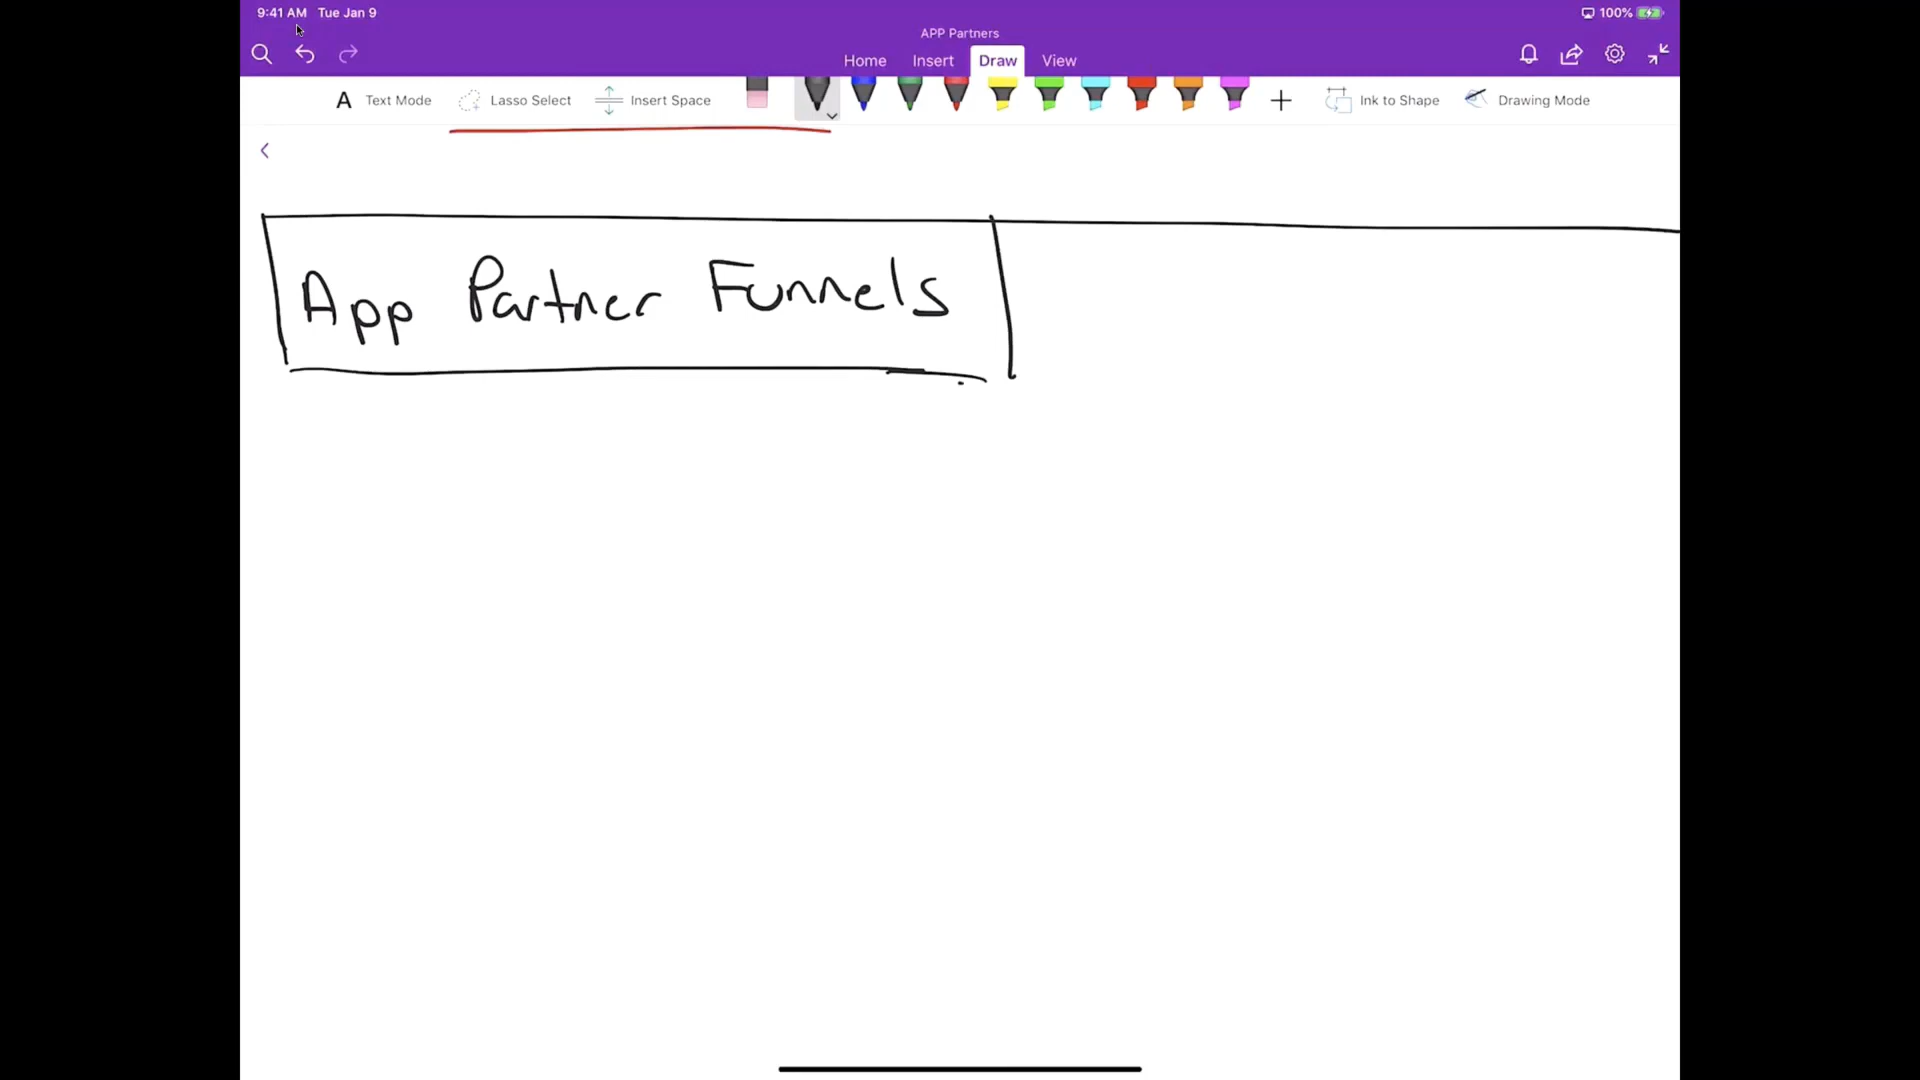 9:41 AM Tue Jan 9 100%
APP Partners
Home Insert Draw View
A Text Mode Lasso Select Insert Space Ink to Shape Drawing Mode
App Partner Funnels